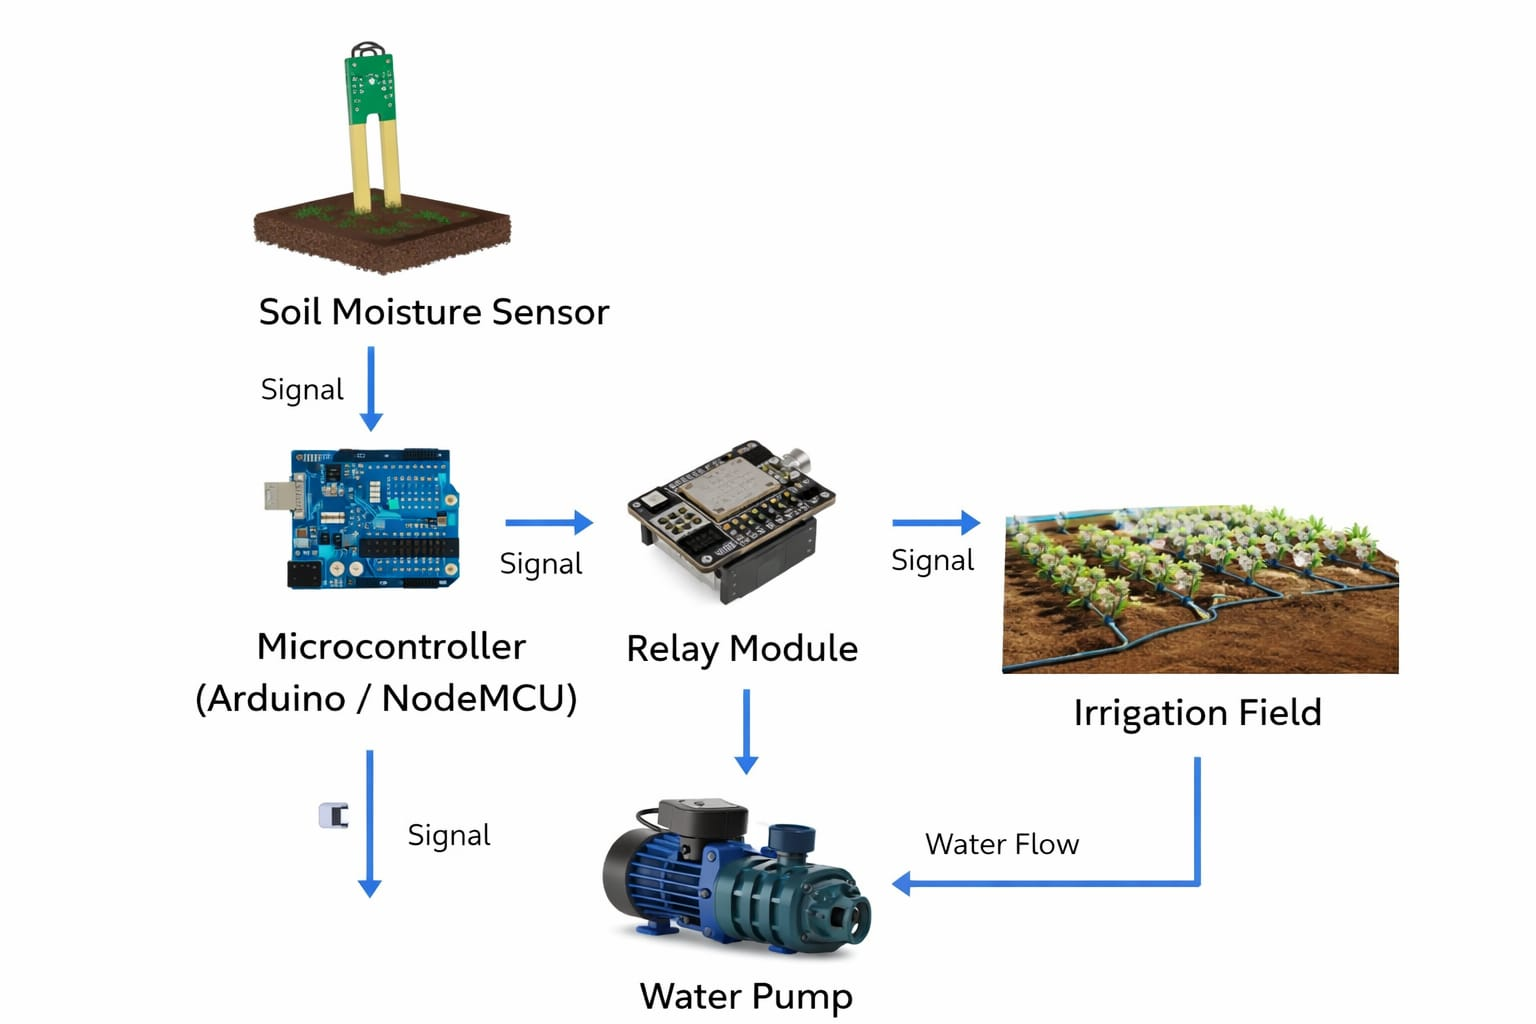 Soil Moisture Sensor
Signal
Signal
Signal
Microcontroller
(Arduino / NodeMCU)
Relay Module
Irrigation Field
Signal
Water Flow
Water Pump